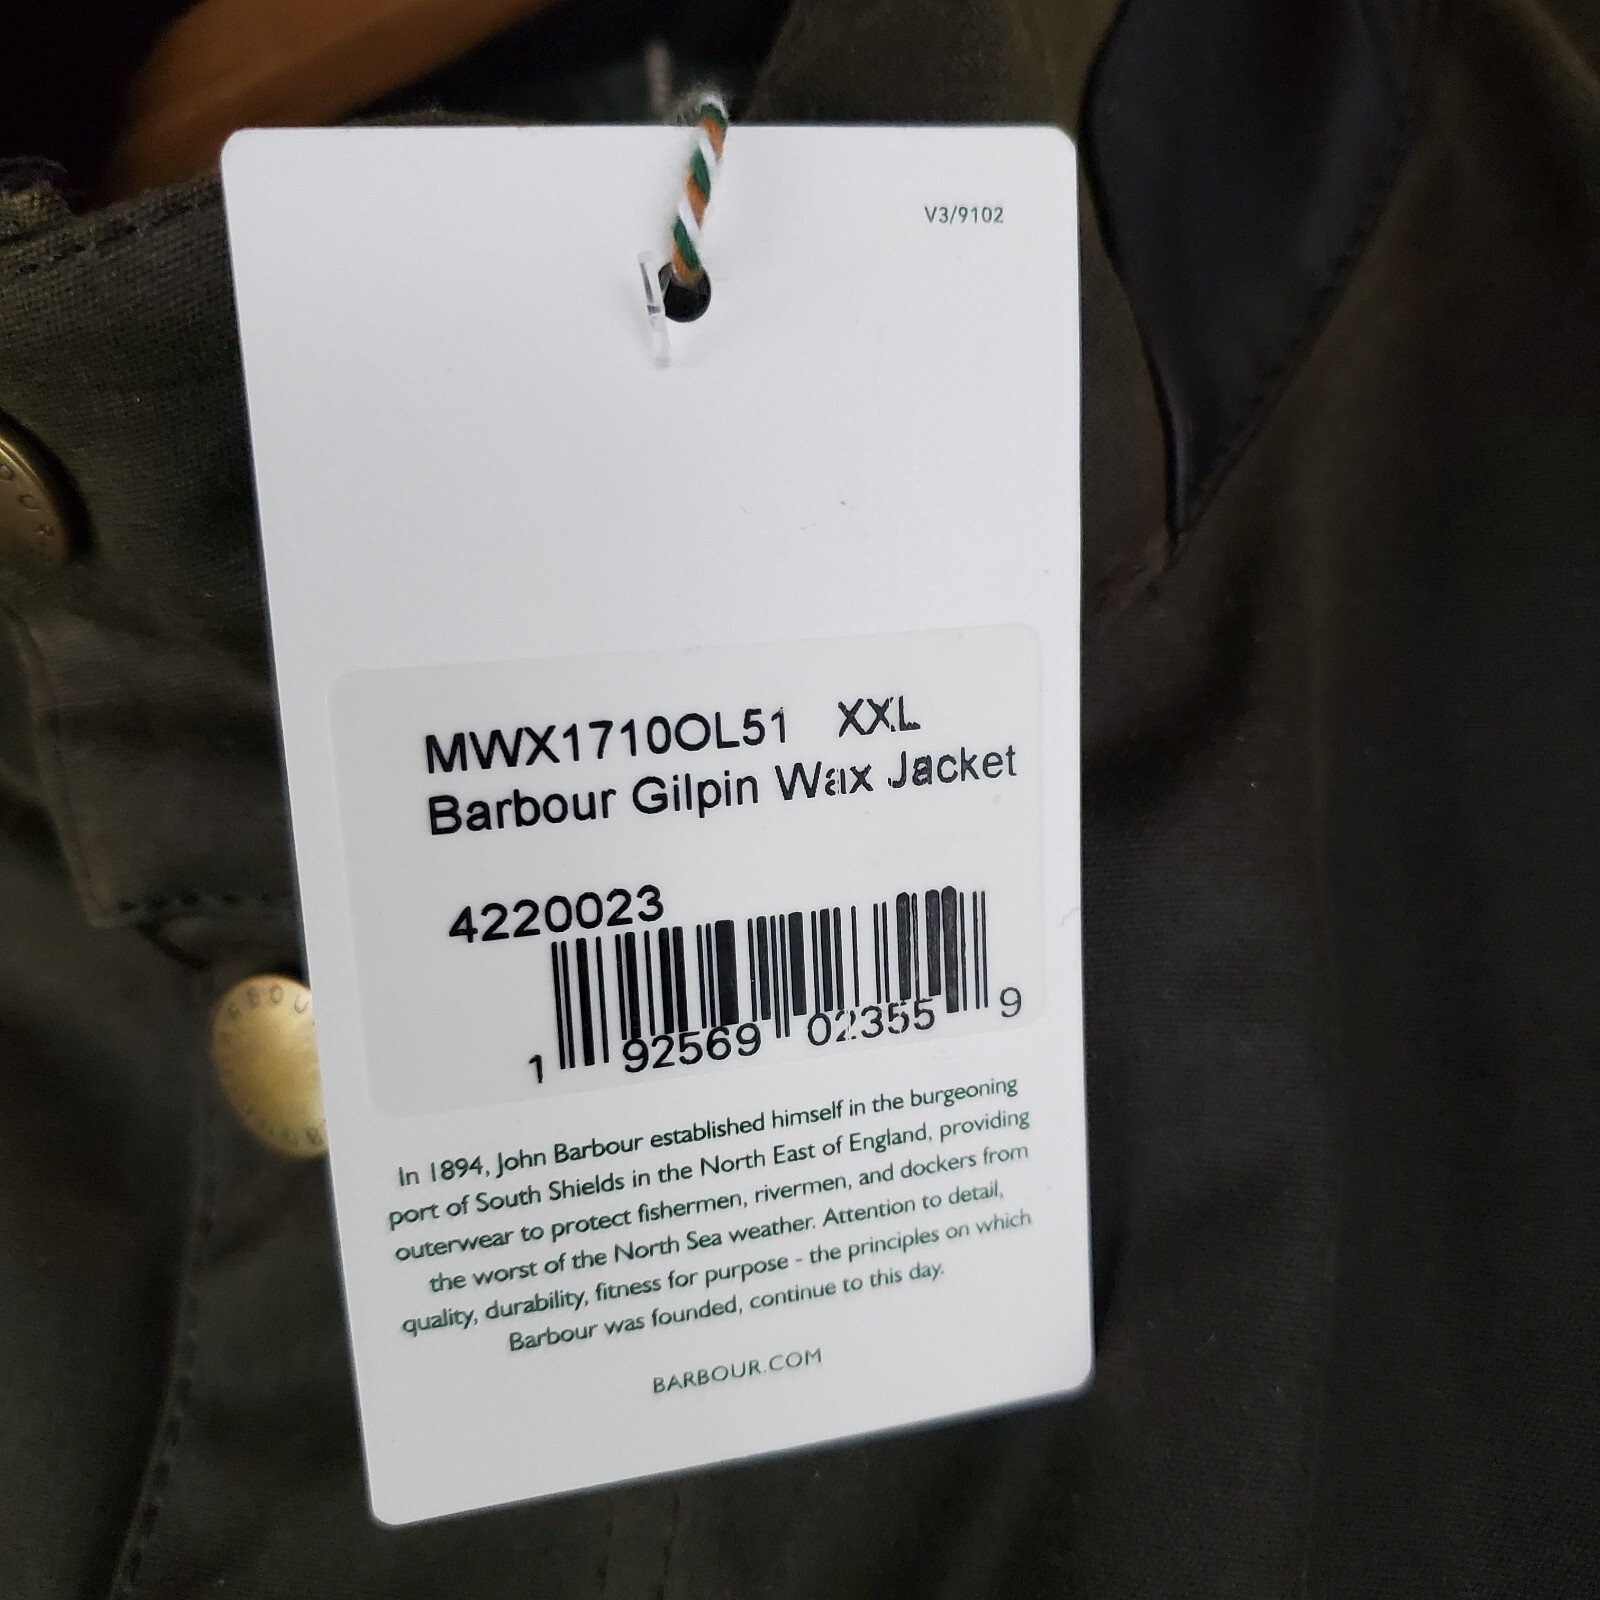 V3/9102
MWX1710OL51 XXL
Barbour Gilpin Wax Jacket
4220023
1 92569 02355 9
In 1894, John Barbour established himself in the burgeoning
port of South Shields in the North East of England, providing
outerwear to protect fishermen, rivermen, and dockers from
the worst of the North Sea weather. Attention to detail,
quality, durability, fitness for purpose - the principles on which
Barbour was founded, continue to this day.
BARBOUR.COM